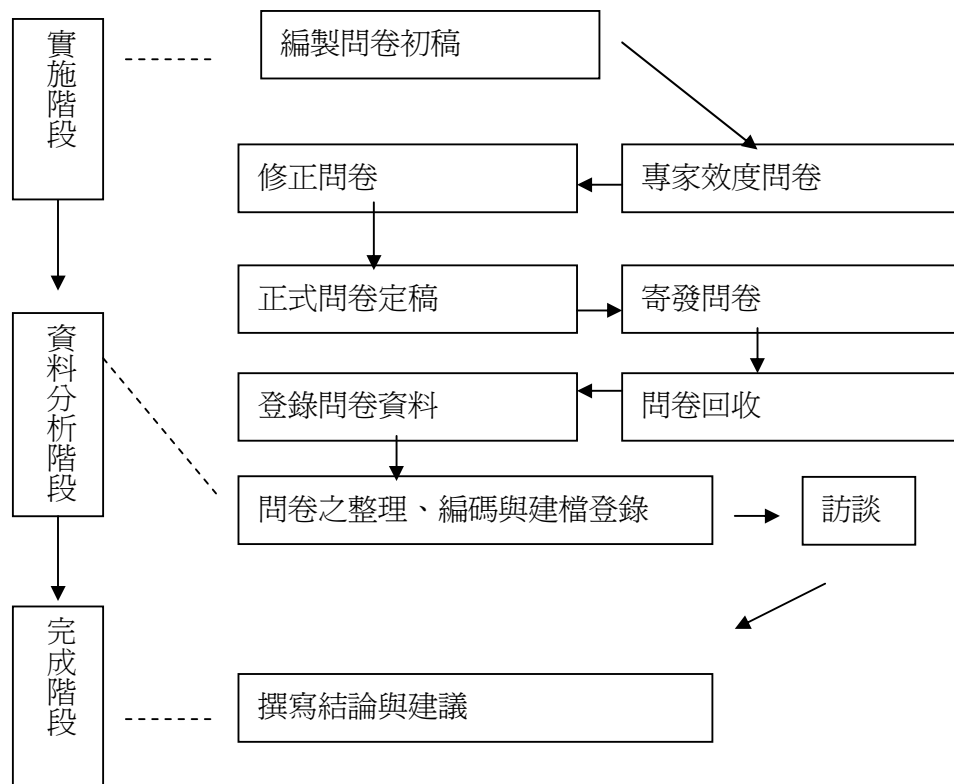 實施階段
編製問卷初稿
修正問卷
專家效度問卷
正式問卷定稿
寄發問卷
資料分析階段
登錄問卷資料
問卷回收
問卷之整理、編碼與建檔登錄
訪談
完成階段
撰寫結論與建議